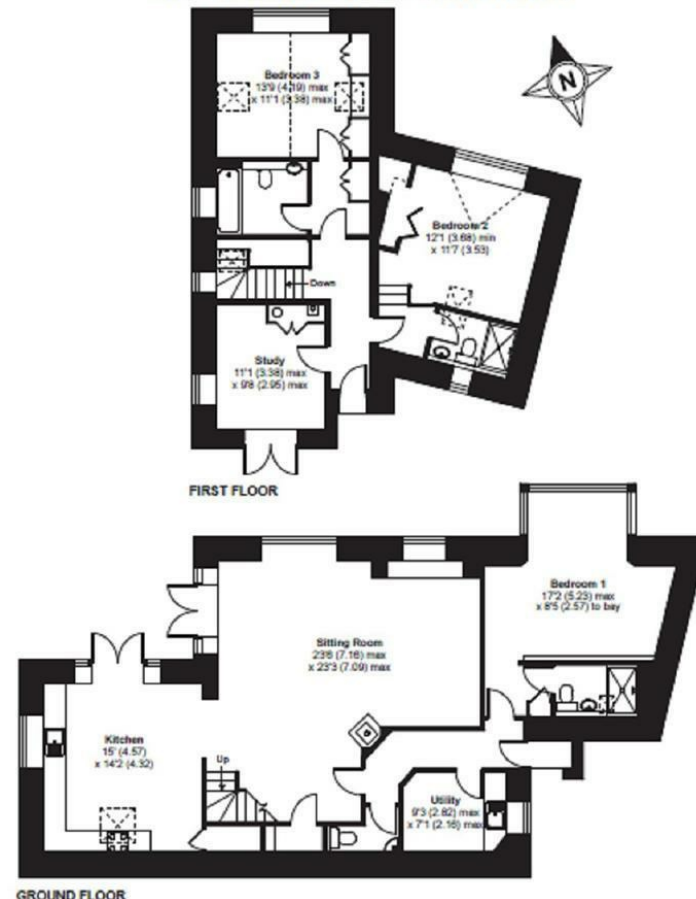 N
Bedroom 3
13'9 (4.19) max
x 11'1 (3.38) max
Bedroom 2
12'1 (3.68) min
x 11'7 (3.53)
Down
Study
11'1 (3.38) max
x 9'8 (2.95) max
FIRST FLOOR
Bedroom 1
17'2 (5.23) max
x 8'5 (2.57) to bay
Sitting Room
23'6 (7.16) max
x 23'3 (7.09) max
Kitchen
15' (4.57)
x 14'2 (4.32)
Up
Utility
9'3 (2.82) max
x 7'1 (2.16) max
GROUND FLOOR